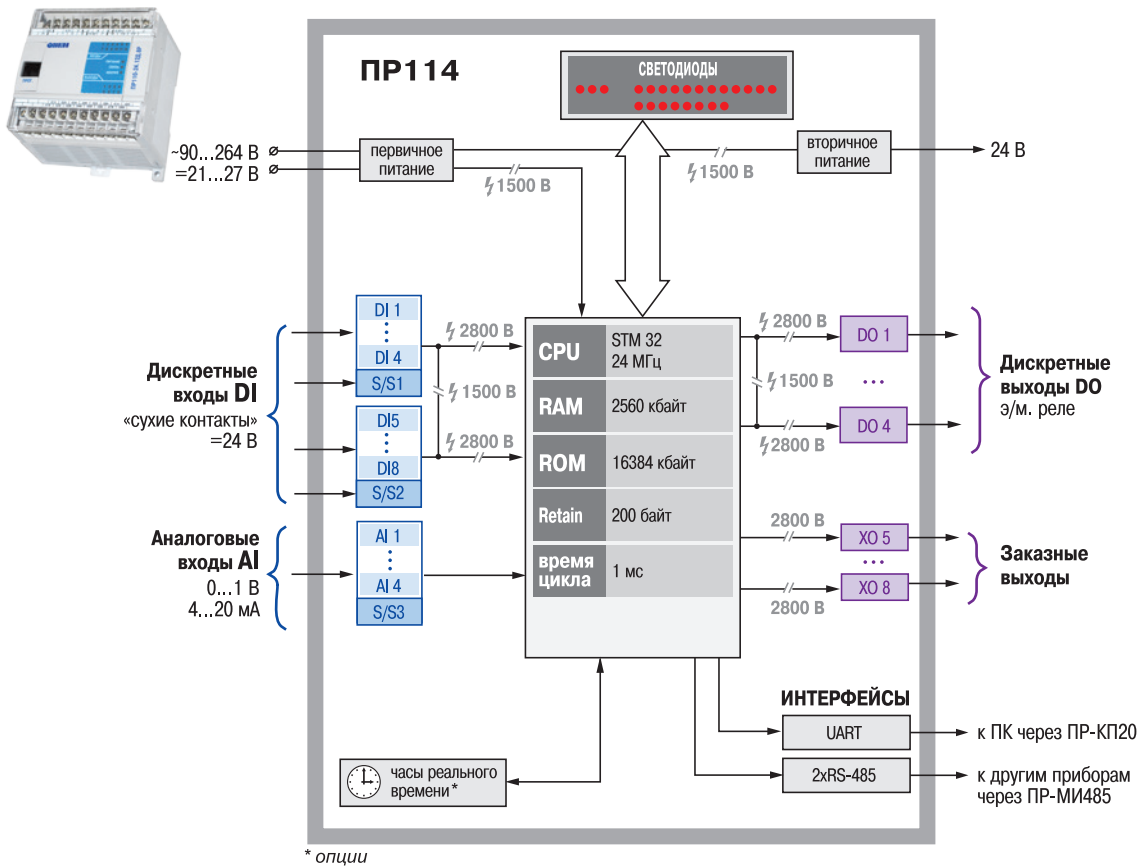 ПР114
СВЕТОДИОДЫ
ОВЕН
~90...264 В
=21...27 В
первичное
питание
1500 В
1500 В
вторичное
питание
24 В
Дискретные
входы DI
«сухие контакты»
=24 В
DI 1
DI 4
S/S1
DI5
DI8
S/S2
2800 В
1500 В
2800 В
Аналоговые
входы AI
0...1 В
4...20 мА
AI 1
AI 4
S/S3
CPU STM 32
24 МГц
RAM 2560 кбайт
ROM 16384 кбайт
Retain 200 байт
время
цикла 1 мс
2800 В
1500 В
2800 В
DO 1
...
DO 4
Дискретные
выходы DO
э/м. реле
2800 В
2800 В
XO 5
...
XO 8
Заказные
выходы
ИНТЕРФЕЙСЫ
UART
к ПК через ПР-КП20
2xRS-485
к другим приборам
через ПР-МИ485
часы реального
времени*
* опции